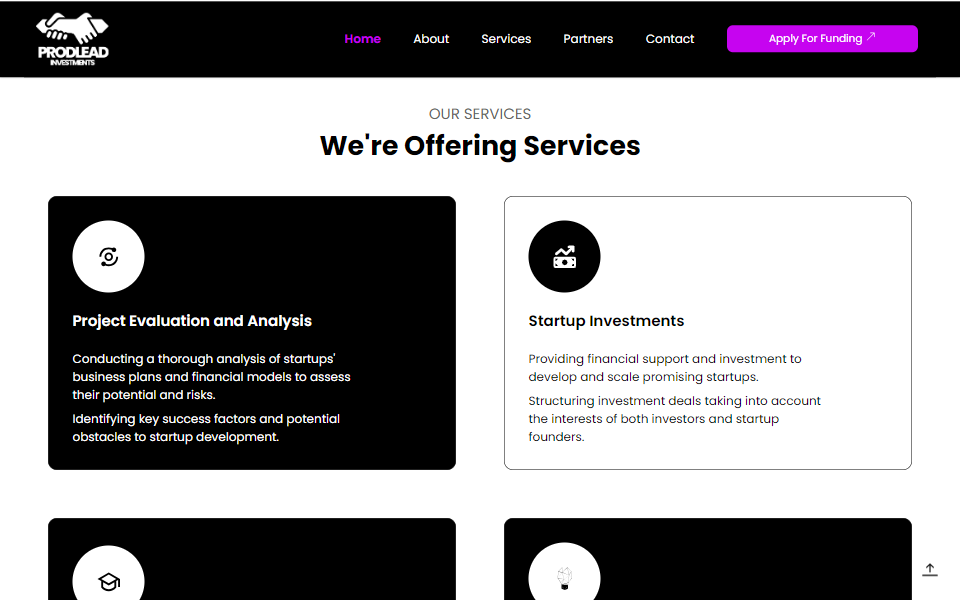 PRODLEAD
INVESTMENTS
Home
About
Services
Partners
Contact
Apply For Funding
OUR SERVICES
We're Offering Services
Project Evaluation and Analysis
Conducting a thorough analysis of startups'
business plans and financial models to assess
their potential and risks.
Identifying key success factors and potential
obstacles to startup development.
Startup Investments
Providing financial support and investment to
develop and scale promising startups.
Structuring investment deals taking into account
the interests of both investors and startup
founders.